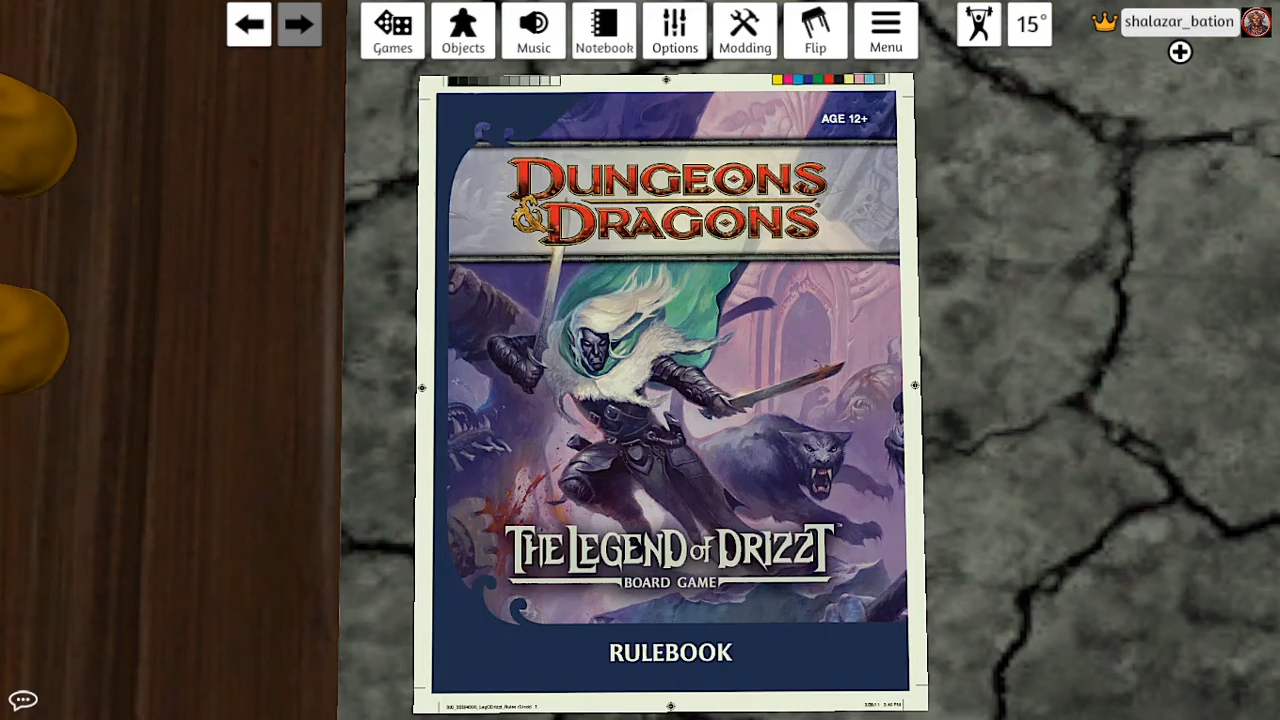 Games
Objects
Music
Notebook
Options
Modding
Flip
Menu
15°
shalazar_bation
AGE 12+
DUNGEONS
& DRAGONS®
THE LEGEND of DRIZZT™
BOARD GAME
RULEBOOK